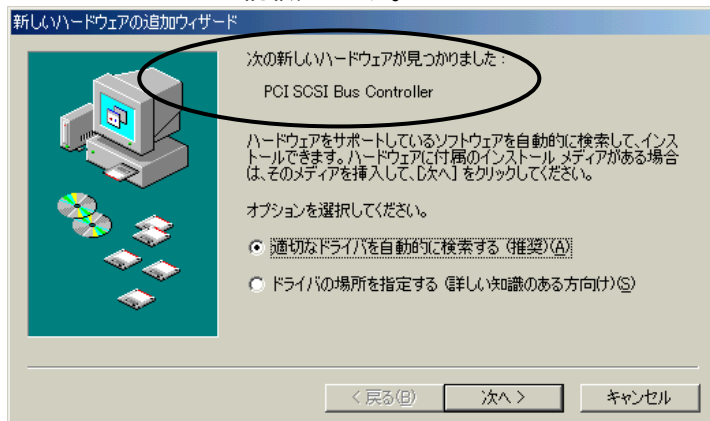 新しいハードウェアの追加ウィザード
次の新しいハードウェアが見つかりました：
PCI SCSI Bus Controller
ハードウェアをサポートしているソフトウェアを自動的に検索して、インス
トールできます。ハードウェアに付属のインストール メディアがある場合
は、そのメディアを挿入して、[次へ] をクリックしてください。
オプションを選択してください。
適切なドライバを自動的に検索する (推奨)(A)
ドライバの場所を指定する (詳しい知識のある方向け)(S)
< 戻る(B)
次へ >
キャンセル